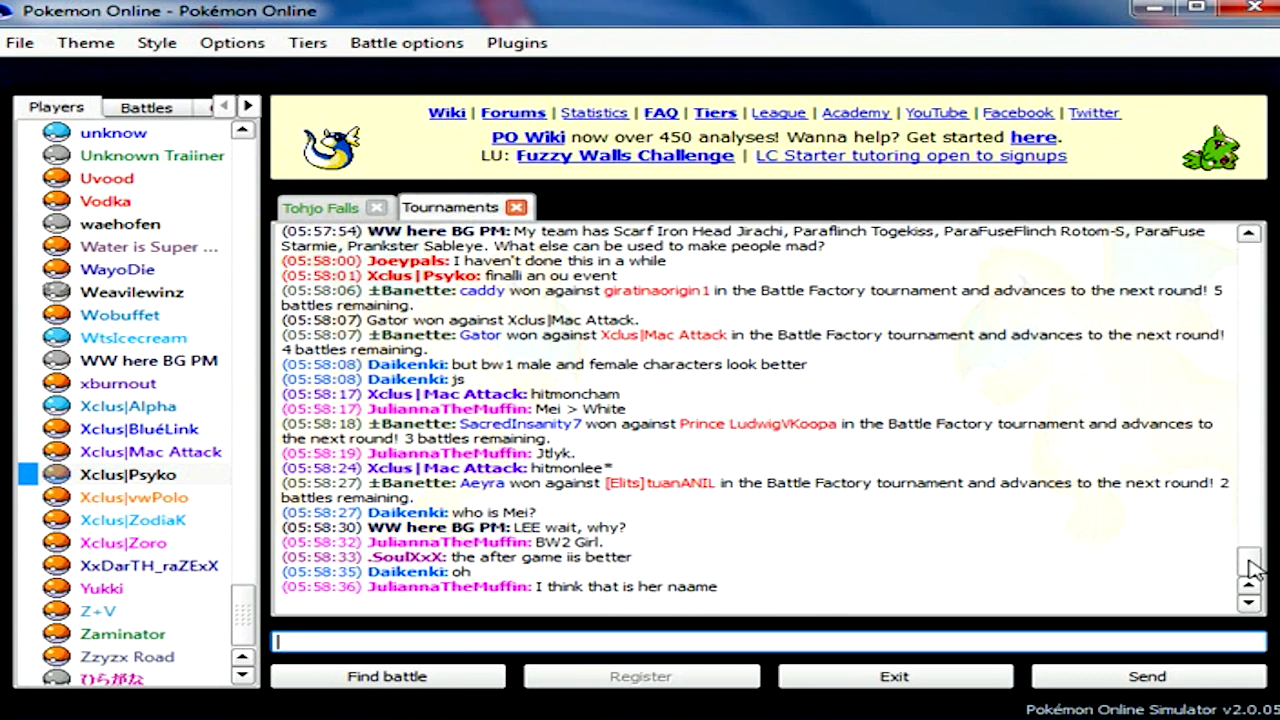 Pokemon Online - Pokémon Online
File Theme Style Options Tiers Battle options Plugins
Players Battles
unknow
Unknown Traiiner
Uvood
Vodka
waehofen
Water is Super ...
WayoDie
Weavilewinz
Wobuffet
WtsIcecream
WW here BG PM
xburnout
Xclus|Alpha
Xclus|BluéLink
Xclus|Mac Attack
Xclus|Psyko
Xclus|vwPolo
Xclus|ZodiaK
Xclus|Zoro
XxDarTH_raZExX
Yukki
Z+V
Zaminator
Zzyzx Road
ひらがな
Wiki | Forums | Statistics | FAQ | Tiers | League | Academy | YouTube | Facebook | Twitter
PO Wiki now over 450 analyses! Wanna help? Get started here.
LU: Fuzzy Walls Challenge | LC Starter tutoring open to signups
Tohjo Falls Tournaments
(05:57:54) WW here BG PM: My team has Scarf Iron Head Jirachi, Paraflinch Togekiss, ParaFuseFlinch Rotom-S, ParaFuse
Starmie, Prankster Sableye. What else can be used to make people mad?
(05:58:00) Joeypals: I haven't done this in a while
(05:58:01) Xclus|Psyko: finalli an ou event
(05:58:06) ±Banette: caddy won against giratinaorigin1 in the Battle Factory tournament and advances to the next round! 5
battles remaining.
(05:58:07) Gator won against Xclus|Mac Attack.
(05:58:07) ±Banette: Gator won against Xclus|Mac Attack in the Battle Factory tournament and advances to the next round!
4 battles remaining.
(05:58:08) Daikenki: but bw1 male and female characters look better
(05:58:08) Daikenki: js
(05:58:17) Xclus|Mac Attack: hitmoncham
(05:58:17) JuliannaTheMuffin: Mei > White
(05:58:18) ±Banette: SacredInsanity7 won against Prince LudwigVKoopa in the Battle Factory tournament and advances to
the next round! 3 battles remaining.
(05:58:19) JuliannaTheMuffin: Jtlyk.
(05:58:24) Xclus|Mac Attack: hitmonlee*
(05:58:27) ±Banette: Aeyra won against [Elits]tuanANIL in the Battle Factory tournament and advances to the next round! 2
battles remaining.
(05:58:27) Daikenki: who is Mei?
(05:58:30) WW here BG PM: LEE wait, why?
(05:58:32) JuliannaTheMuffin: BW2 Girl.
(05:58:33) .SoulXxX: the after game iis better
(05:58:35) Daikenki: oh
(05:58:36) JuliannaTheMuffin: I think that is her naame
Find battle Register Exit Send
Pokémon Online Simulator v2.0.05